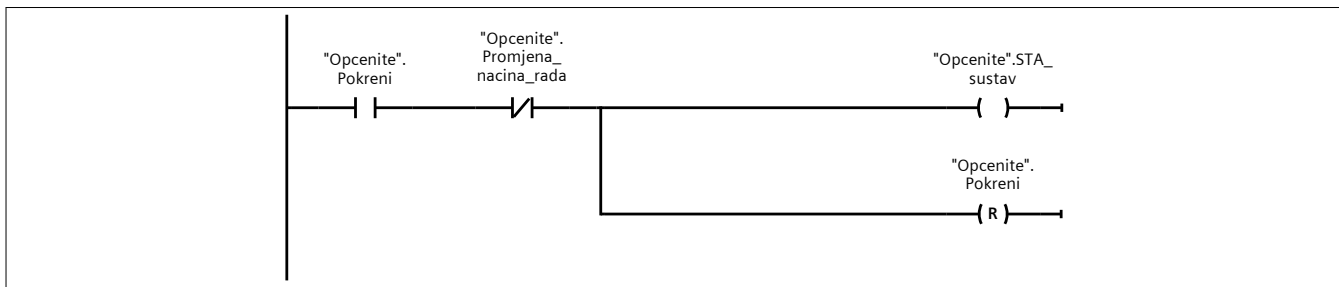 "Opcenite".
Pokreni
"Opcenite".
Promjena_
nacina_rada
"Opcenite".STA_
sustav
"Opcenite".
Pokreni
R